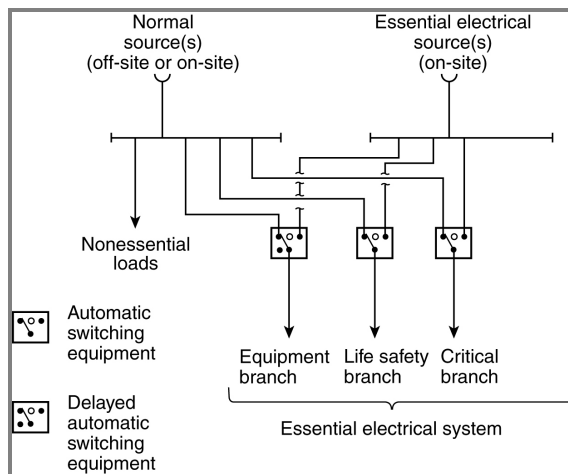 Normal
source(s)
(off-site or on-site)
Essential electrical
source(s)
(on-site)
Nonessential
loads
Automatic
switching
equipment
Equipment
branch
Life safety
branch
Critical
branch
Delayed
automatic
switching
equipment
Essential electrical system